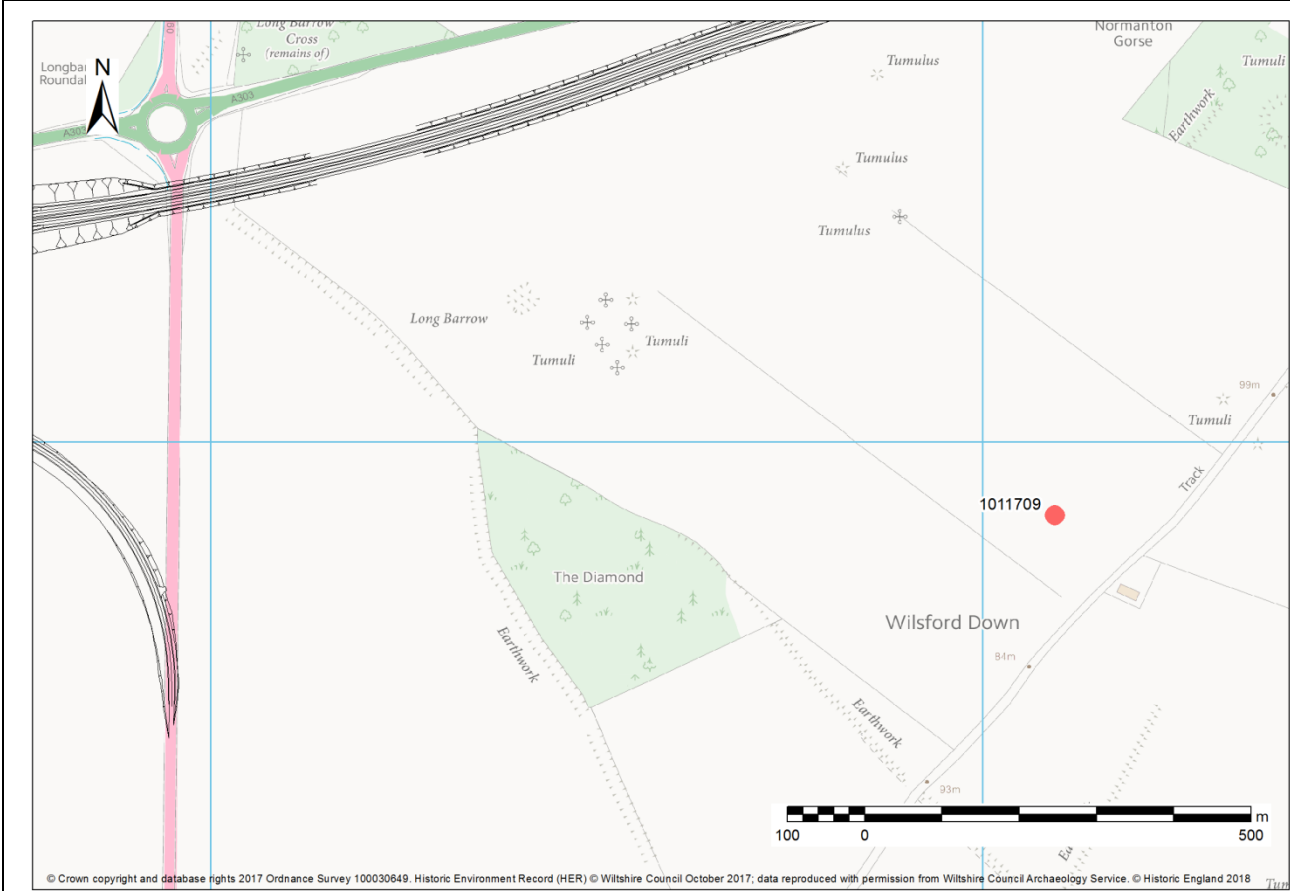 Long Barrow
Cross
(remains of)
Normanton
Gorse
N
Tumulus
Tumuli
A303
A303
Earthwork
Tumulus
Tumulus
Long Barrow
Tumuli
Tumuli
99m
Tumuli
Track
1011709
The Diamond
Wilsford Down
Earthwork
84m
Earthwork
93m
m
100 0 500
© Crown copyright and database rights 2017 Ordnance Survey 100030649. Historic Environment Record (HER) © Wiltshire Council October 2017; data reproduced with permission from Wiltshire Council Archaeology Service. © Historic England 2018